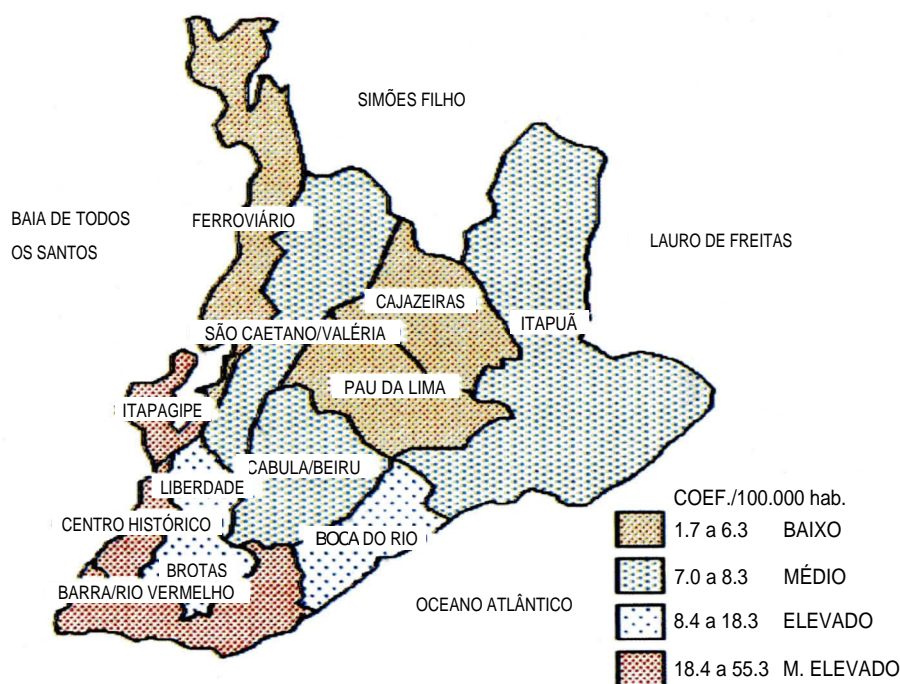 SIMÕES FILHO
BAIA DE TODOS
OS SANTOS
FERROVIÁRIO
LAURO DE FREITAS
CAJAZEIRAS
ITAPUÃ
SÃO CAETANO/VALÉRIA
PAU DA LIMA
ITAPAGIPE
CABULA/BEIRU
LIBERDADE
CENTRO HISTÓRICO
BOCA DO RIO
BROTAS
BARRA/RIO VERMELHO
OCEANO ATLÂNTICO
COEF./100.000 hab.
1.7 a 6.3 BAIXO
7.0 a 8.3 MÉDIO
8.4 a 18.3 ELEVADO
18.4 a 55.3 M. ELEVADO